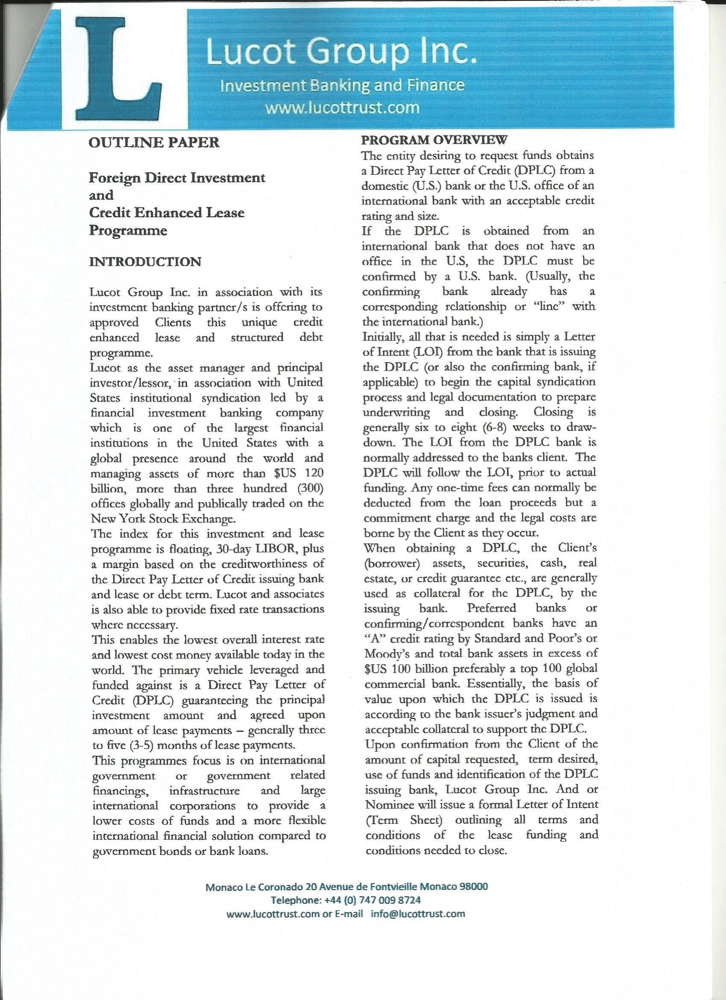 L
Lucot Group Inc.
Investment Banking and Finance
www.lucottrust.com
OUTLINE PAPER
Foreign Direct Investment
and
Credit Enhanced Lease
Programme
INTRODUCTION
Lucot Group Inc. in association with its
investment banking partner/s is offering to
approved Clients this unique credit
enhanced lease and structured debt
programme.
Lucot as the asset manager and principal
investor/lessor, in association with United
States institutional syndication led by a
financial investment banking company
which is one of the largest financial
institutions in the United States with a
global presence around the world and
managing assets of more than $US 120
billion, more than three hundred (300)
offices globally and publically traded on the
New York Stock Exchange.
The index for this investment and lease
programme is floating, 30-day LIBOR, plus
a margin based on the creditworthiness of
the Direct Pay Letter of Credit issuing bank
and lease or debt term. Lucot and associates
is also able to provide fixed rate transactions
where necessary.
This enables the lowest overall interest rate
and lowest cost money available today in the
world. The primary vehicle leveraged and
funded against is a Direct Pay Letter of
Credit (DPLC) guaranteeing the principal
investment amount and agreed upon
amount of lease payments – generally three
to five (3-5) months of lease payments.
This programmes focus is on international
government or government related
financings, infrastructure and large
international corporations to provide a
lower costs of funds and a more flexible
international financial solution compared to
government bonds or bank loans.
PROGRAM OVERVIEW
The entity desiring to request funds obtains
a Direct Pay Letter of Credit (DPLC) from a
domestic (U.S.) bank or the U.S. office of an
international bank with an acceptable credit
rating and size.
If the DPLC is obtained from an
international bank that does not have an
office in the U.S, the DPLC must be
confirmed by a U.S. bank. (Usually, the
confirming bank already has a
corresponding relationship or “line” with
the international bank.)
Initially, all that is needed is simply a Letter
of Intent (LOI) from the bank that is issuing
the DPLC (or also the confirming bank, if
applicable) to begin the capital syndication
process and legal documentation to prepare
underwriting and closing. Closing is
generally six to eight (6-8) weeks to draw-
down. The LOI from the DPLC bank is
normally addressed to the banks client. The
DPLC will follow the LOI, prior to actual
funding. Any one-time fees can normally be
deducted from the loan proceeds but a
commitment charge and the legal costs are
borne by the Client as they occur.
When obtaining a DPLC, the Client’s
(borrower) assets, securities, cash, real
estate, or credit guarantee etc., are generally
used as collateral for the DPLC, by the
issuing bank. Preferred banks or
confirming/correspondent banks have an
“A” credit rating by Standard and Poor’s or
Moody’s and total bank assets in excess of
$US 100 billion preferably a top 100 global
commercial bank. Essentially, the basis of
value upon which the DPLC is issued is
according to the bank issuer’s judgment and
acceptable collateral to support the DPLC.
Upon confirmation from the Client of the
amount of capital requested, term desired,
use of funds and identification of the DPLC
issuing bank, Lucot Group Inc. And or
Nominee will issue a formal Letter of Intent
(Term Sheet) outlining all terms and
conditions of the lease funding and
conditions needed to close.
Monaco Le Coronado 20 Avenue de Fontvieille Monaco 98000
Telephone: +44 (0) 747 009 8724
www.lucottrust.com or E-mail info@lucottrust.com